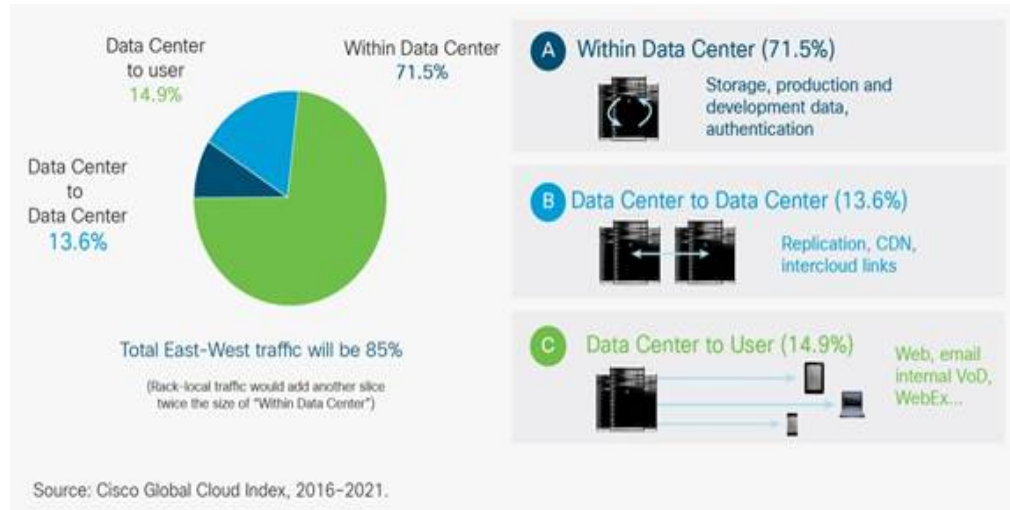 Data Center
to user
14.9%
Within Data Center
71.5%
Data Center
to
Data Center
13.6%
Total East-West traffic will be 85%
(Rack-local traffic would add another slice
twice the size of "Within Data Center")
Source: Cisco Global Cloud Index, 2016-2021.
A Within Data Center (71.5%)
Storage, production and
development data,
authentication
B Data Center to Data Center (13.6%)
Replication, CDN,
intercloud links
C Data Center to User (14.9%)
Web, email
internal VoD,
WebEx...